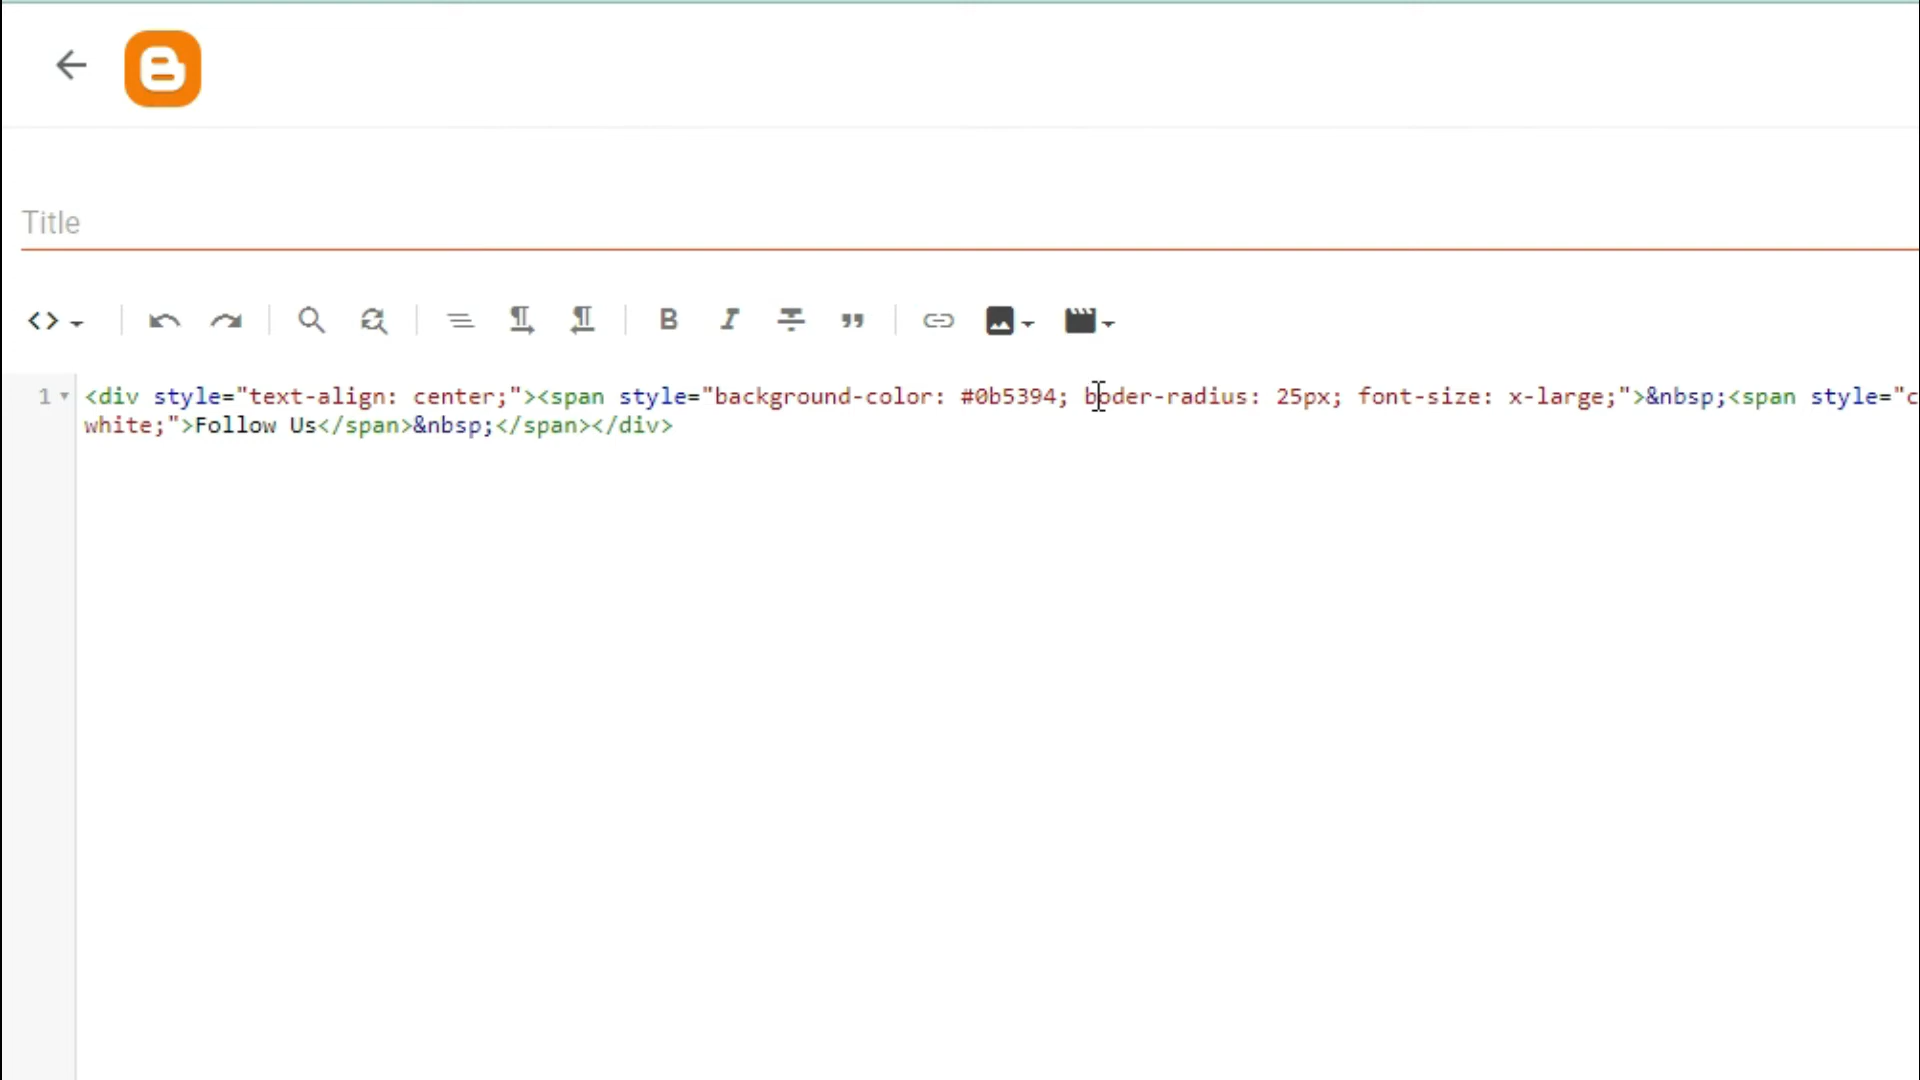 Title
1 <div style="text-align: center;"><span style="background-color: #0b5394; boder-radius: 25px; font-size: x-large;">&nbsp;<span style="c
white;">Follow Us</span>&nbsp;</span></div>